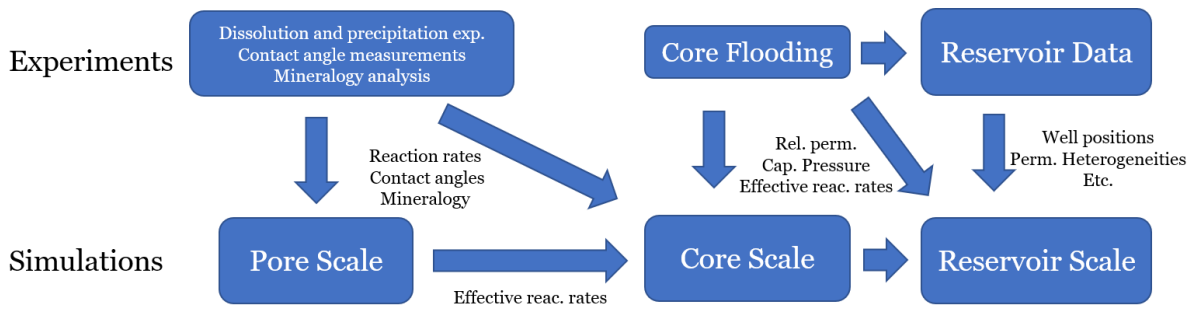 Experiments
Dissolution and precipitation exp.
Contact angle measurements
Mineralogy analysis
Core Flooding
Reservoir Data
Reaction rates
Contact angles
Mineralogy
Rel. perm.
Cap. Pressure
Effective reac. rates
Well positions
Perm. Heterogeneities
Etc.
Simulations
Pore Scale
Effective reac. rates
Core Scale
Reservoir Scale